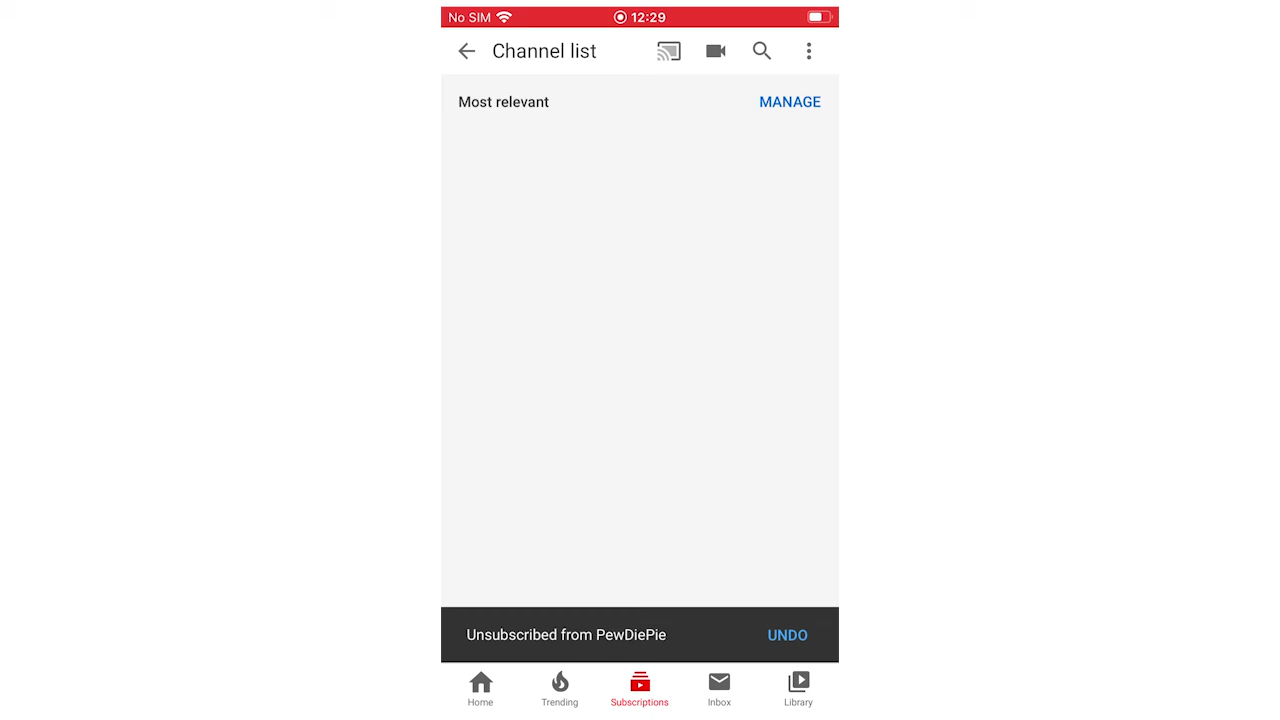 No SIM 12:29
Channel list
Most relevant MANAGE
Unsubscribed from PewDiePie UNDO
Home Trending Subscriptions Inbox Library